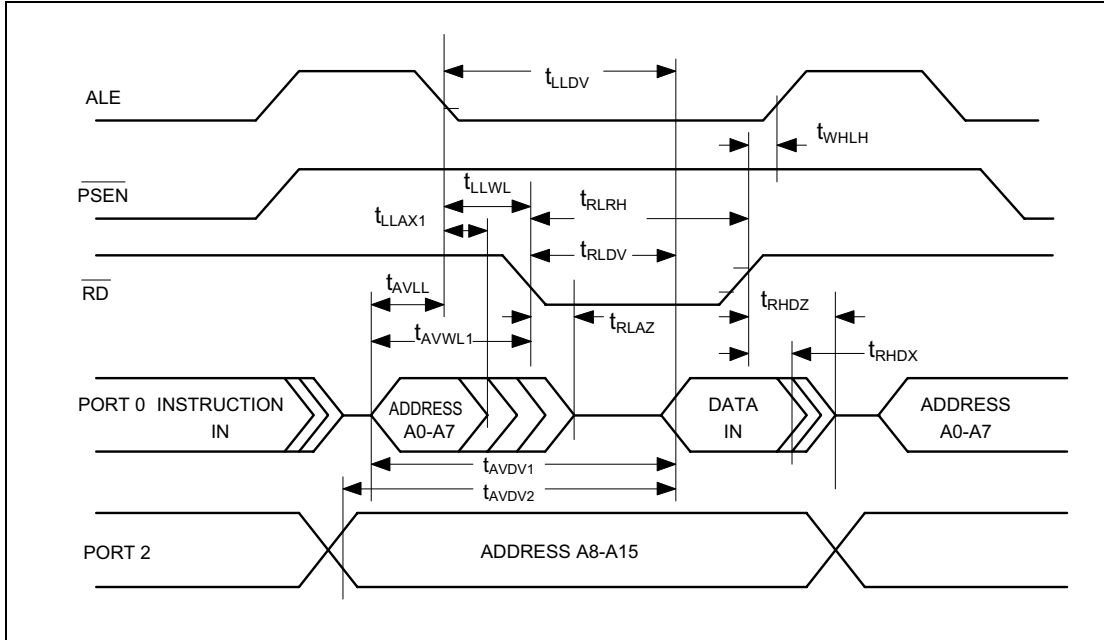 tLLDV
ALE
tWHLH
PSEN
tLLWL
tRLRH
tLLAX1
tRLDV
RD
tAVLL
tRHDZ
tRLAZ
tAVWL1
tRHDX
PORT 0 INSTRUCTION IN
ADDRESS A0-A7
DATA IN
ADDRESS A0-A7
tAVDV1
tAVDV2
PORT 2
ADDRESS A8-A15